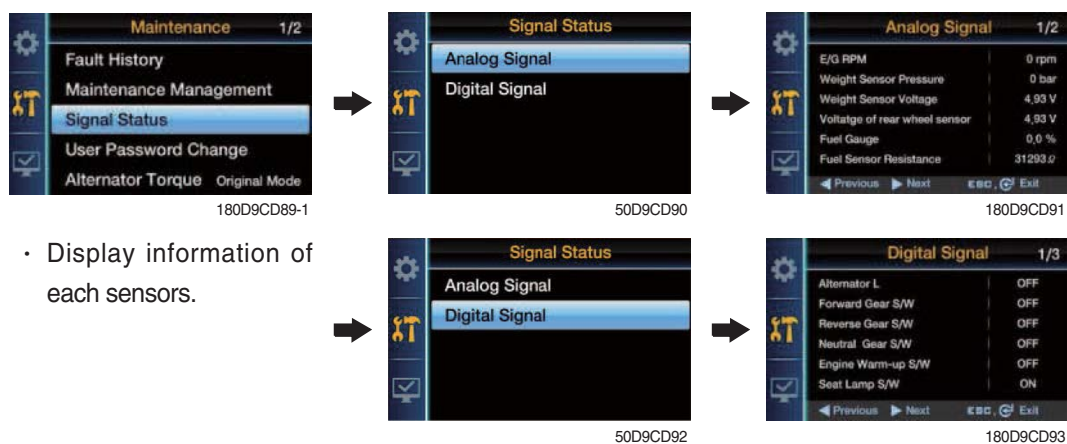 Maintenance 1/2
Fault History
Maintenance Management
Signal Status
User Password Change
Alternator Torque Original Mode
180D9CD89-1
Signal Status
Analog Signal
Digital Signal
50D9CD90
Analog Signal 1/2
E/G RPM 0 rpm
Weight Sensor Pressure 0 bar
Weight Sensor Voltage 4,93 V
Voltatge of rear wheel sensor 4,93 V
Fuel Gauge 0,0 %
Fuel Sensor Resistance 31293Ω
Previous Next ESC, Exit
180D9CD91
· Display information of
each sensors.
Signal Status
Analog Signal
Digital Signal
50D9CD92
Digital Signal 1/3
Alternator L OFF
Forward Gear S/W OFF
Reverse Gear S/W OFF
Neutral Gear S/W OFF
Engine Warm-up S/W OFF
Seat Lamp S/W ON
Previous Next ESC, Exit
180D9CD93